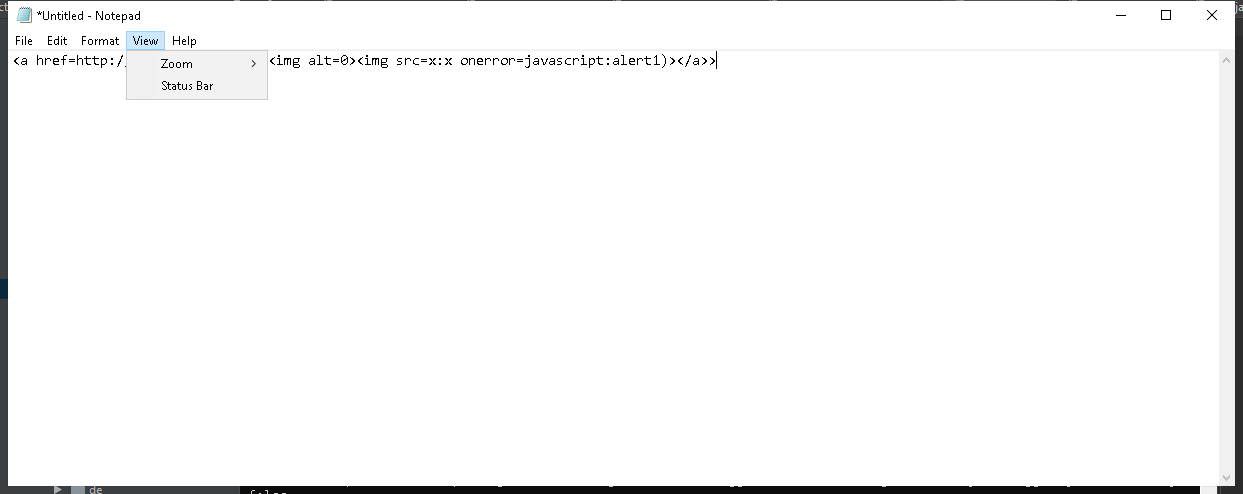 *Untitled - Notepad
File Edit Format View Help
<a href=http:/ <img alt=0><img src=x:x onerror=javascript:alert1)></a>>
Zoom
Status Bar
de